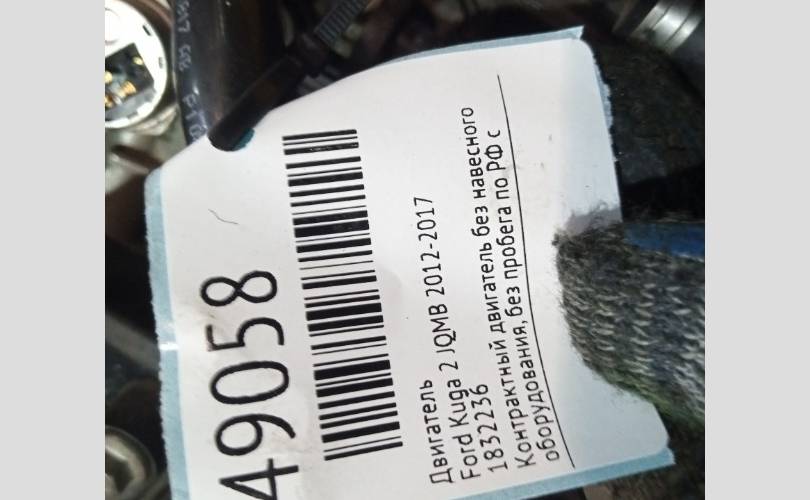 49058
Двигатель
Ford Kuga 2 JQMB 2012-2017
1832236
Контрактный двигатель без навесного
оборудования, без пробега по РФ с